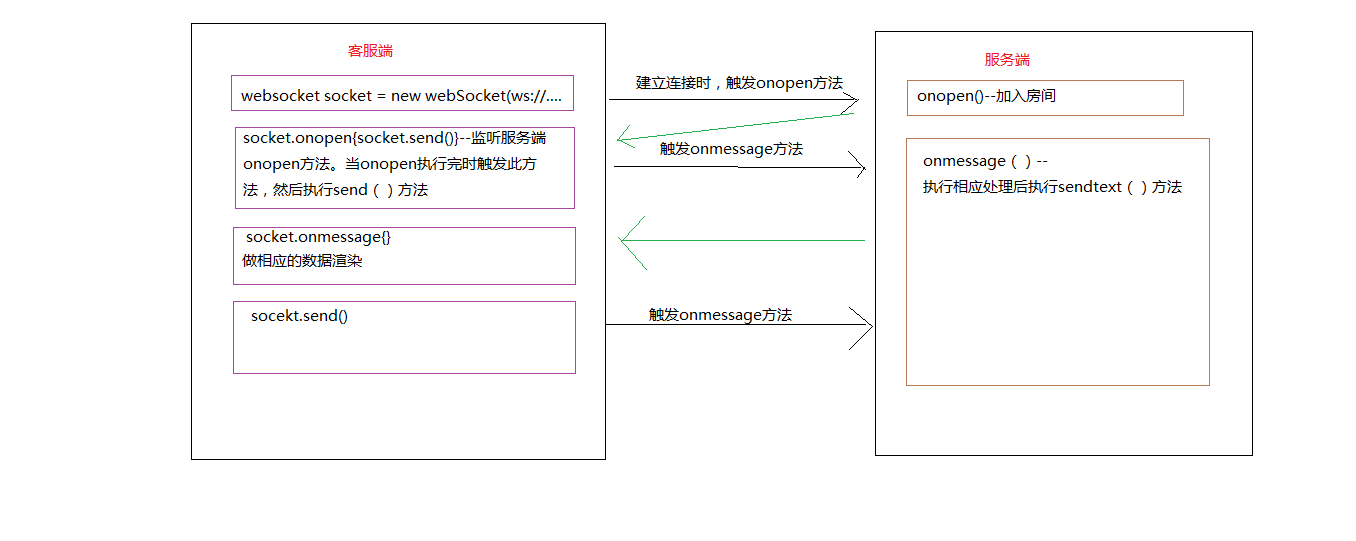 客服端
websocket socket = new webSocket(ws://....
socket.onopen{socket.send()}--监听服务端
onopen方法。当onopen执行完时触发此方
法，然后执行send（ ）方法
socket.onmessage{}
做相应的数据渲染
socekt.send()
建立连接时，触发onopen方法
触发onmessage方法
触发onmessage方法
服务端
onopen()--加入房间
onmessage（ ）--
执行相应处理后执行sendtext（ ）方法